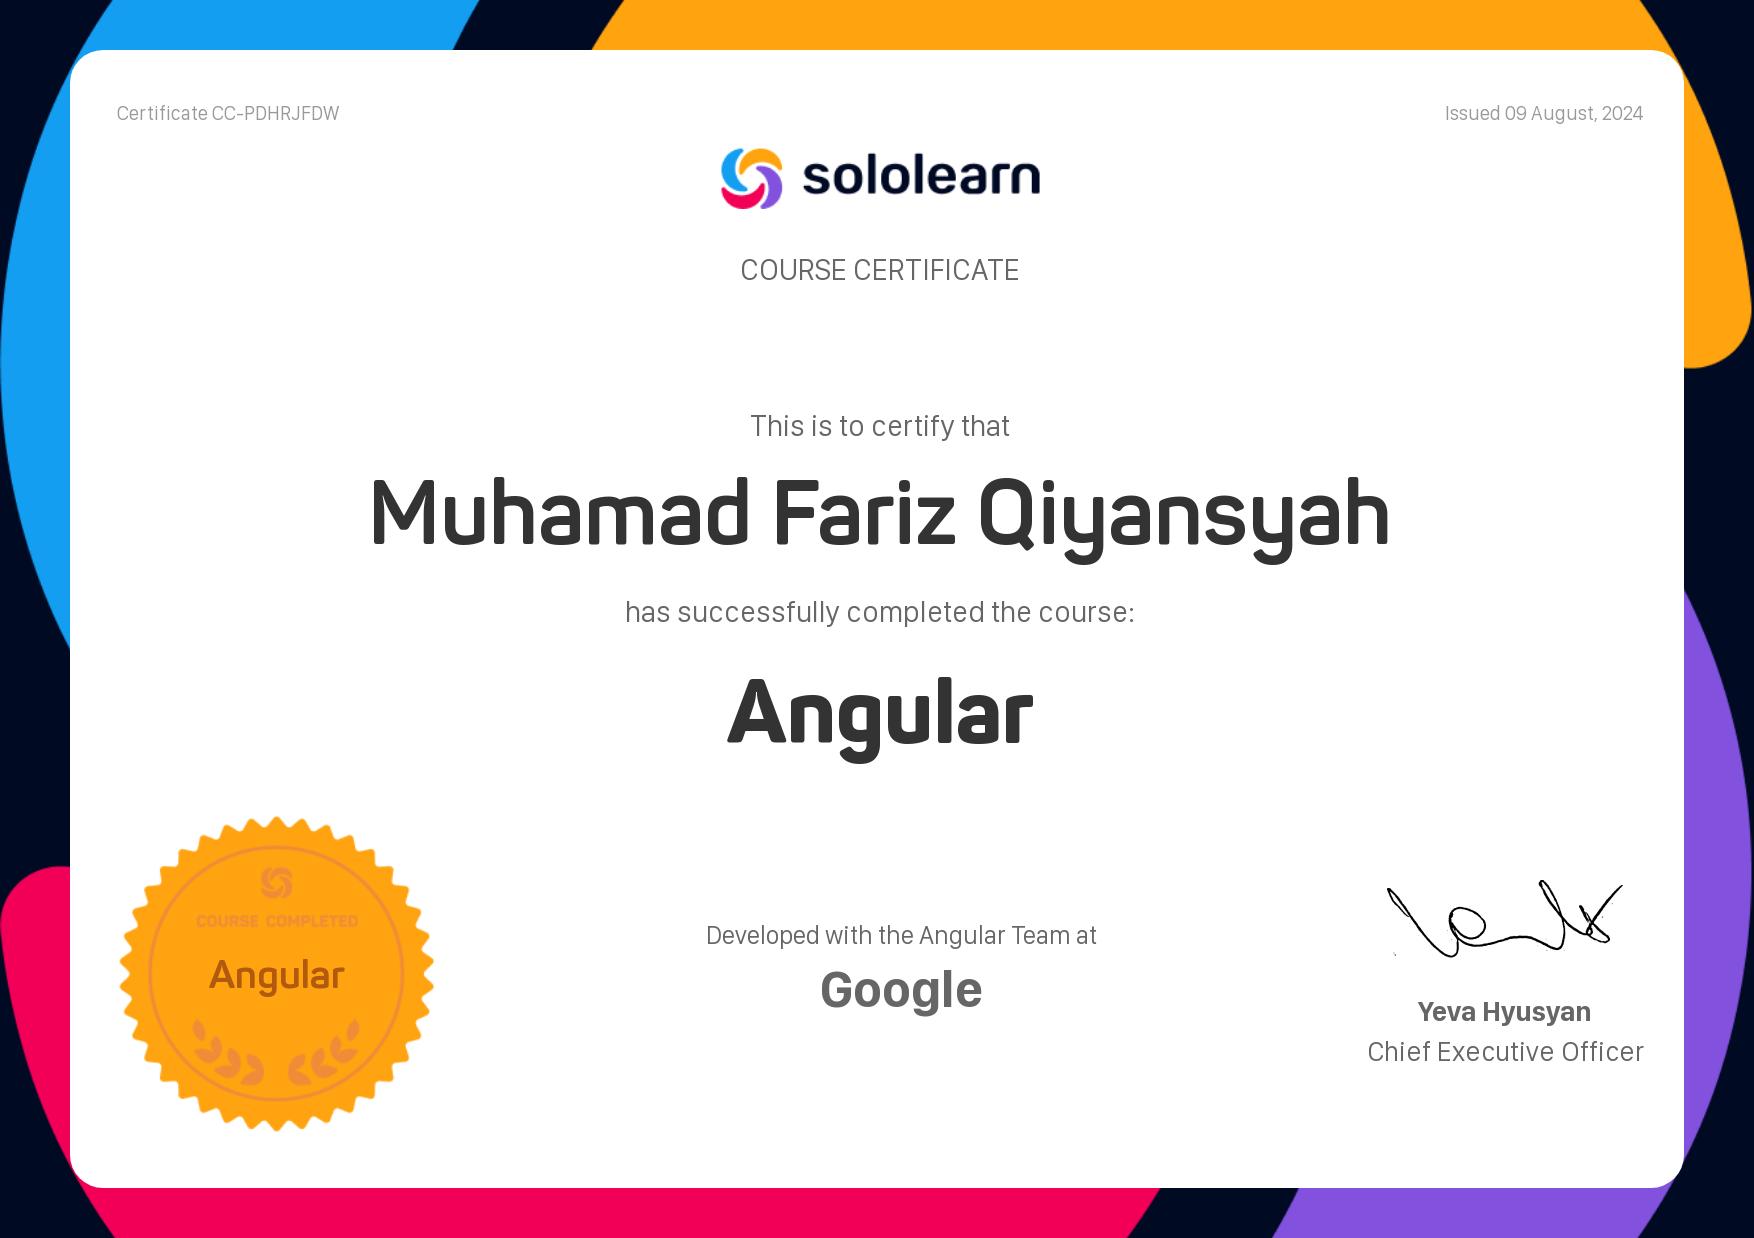 Certificate CC-PDHRJFDW
Issued 09 August, 2024
sololearn
COURSE CERTIFICATE
This is to certify that
Muhamad Fariz Qiyansyah
has successfully completed the course:
Angular
COURSE COMPLETED
Angular
Developed with the Angular Team at
Google
Yeva Hyusyan
Chief Executive Officer